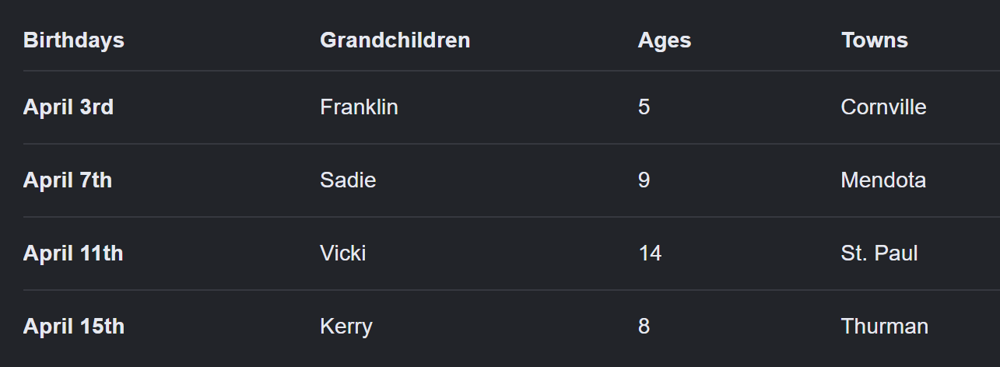 Birthdays Grandchildren Ages Towns
April 3rd Franklin 5 Cornville
April 7th Sadie 9 Mendota
April 11th Vicki 14 St. Paul
April 15th Kerry 8 Thurman